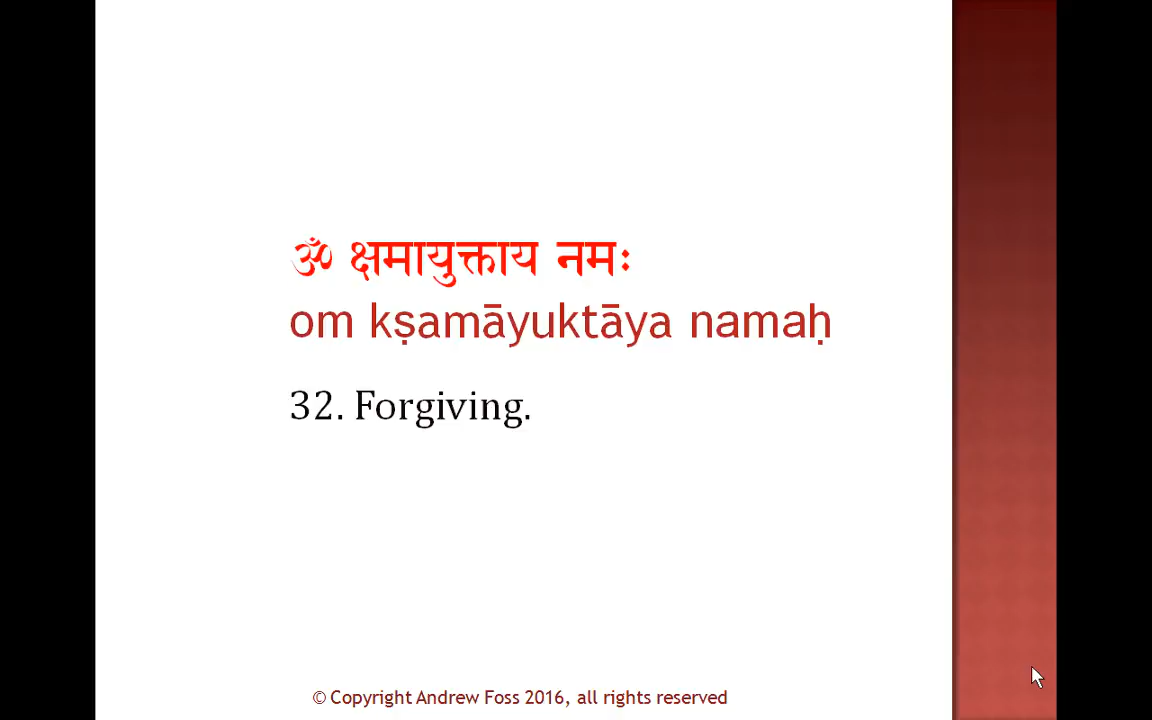 ॐ क्षमायुक्ताय नमः
om kṣamāyuktāya namaḥ
32. Forgiving.
© Copyright Andrew Foss 2016, all rights reserved